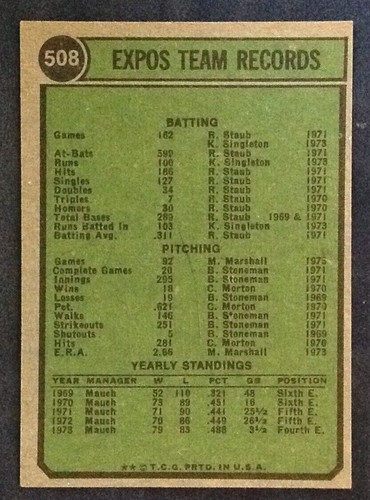 508 EXPOS TEAM RECORDS
BATTING
Games 162 R. Staub 1971
K. Singleton 1973
At-Bats 599 R. Staub 1971
Runs 100 K. Singleton 1973
Hits 186 R. Staub 1971
Singles 127 R. Staub 1971
Doubles 34 R. Staub 1971
Triples 7 R. Staub 1970
Homers 30 R. Staub 1970
Total Bases 289 R. Staub 1969 & 1971
Runs Batted In 103 K. Singleton 1973
Batting Avg. .311 R. Staub 1971
PITCHING
Games 92 M. Marshall 1973
Complete Games 20 B. Stoneman 1971
Innings 295 B. Stoneman 1971
Wins 18 C. Morton 1970
Losses 19 B. Stoneman 1969
Pct. .621 C. Morton 1970
Walks 146 B. Stoneman 1971
Strikeouts 251 B. Stoneman 1971
Shutouts 5 B. Stoneman 1969
Hits 281 C. Morton 1970
E.R.A. 2.66 M. Marshall 1973
YEARLY STANDINGS
YEAR MANAGER W L PCT GB POSITION
1969 Mauch 52 110 .321 48 Sixth E.
1970 Mauch 73 89 .451 16 Sixth E.
1971 Mauch 71 90 .441 25½ Fifth E.
1972 Mauch 70 86 .449 26½ Fifth E.
1973 Mauch 79 83 .488 3½ Fourth E.
★★ © T.C.G. PRTD. IN U.S.A.